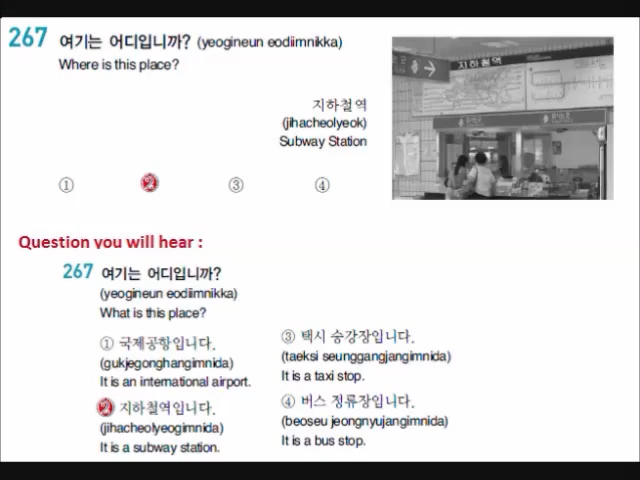 267 여기는 어디입니까? (yeogineun eodiimnikka)
Where is this place?
지하철역
지하철역
(jihacheolyeok)
Subway Station
① ② ③ ④
Question you will hear :
267 여기는 어디입니까?
(yeogineun eodiimnikka)
What is this place?
① 국제공항입니다.
(gukjegonghangimnida)
It is an international airport.
② 지하철역입니다.
(jihacheolyeogimnida)
It is a subway station.
③ 택시 승강장입니다.
(taeksi seunggangjangimnida)
It is a taxi stop.
④ 버스 정류장입니다.
(beoseu jeongnyujangimnida)
It is a bus stop.